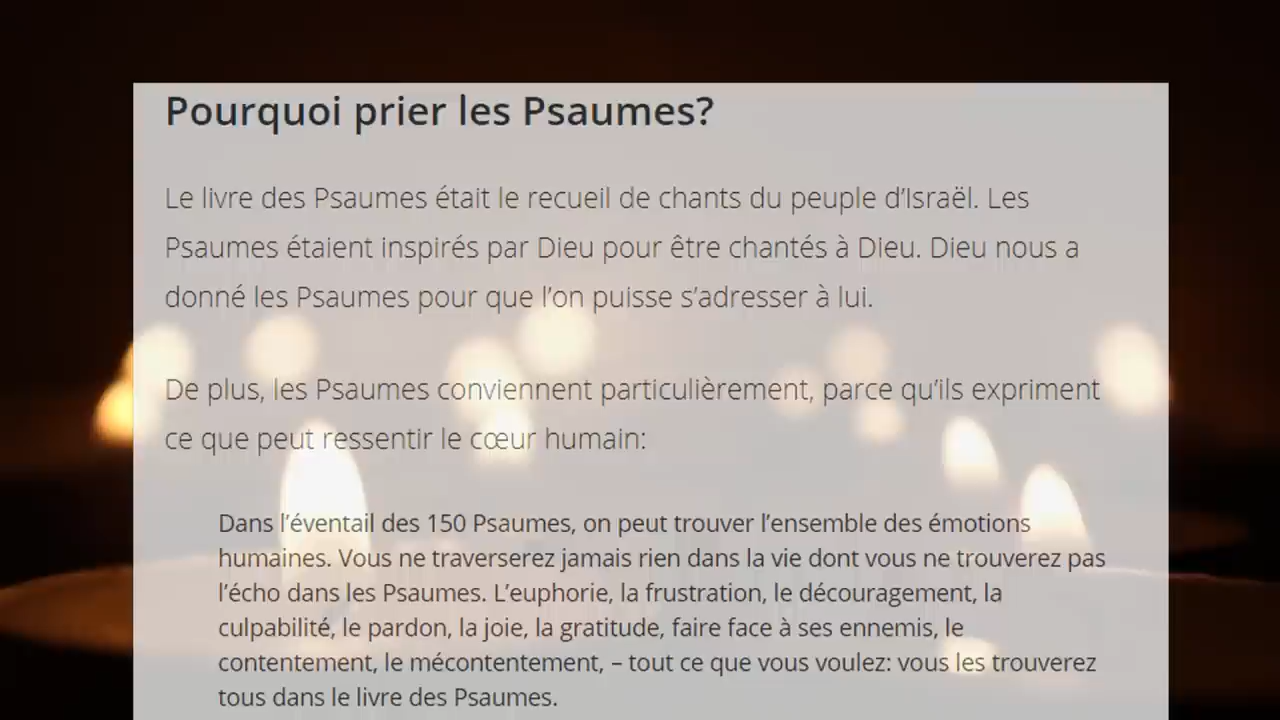 Pourquoi prier les Psaumes?
Le livre des Psaumes était le recueil de chants du peuple d’Israël. Les
Psaumes étaient inspirés par Dieu pour être chantés à Dieu. Dieu nous a
donné les Psaumes pour que l’on puisse s’adresser à lui.
De plus, les Psaumes conviennent particulièrement, parce qu’ils expriment
ce que peut ressentir le cœur humain:
Dans l’éventail des 150 Psaumes, on peut trouver l’ensemble des émotions
humaines. Vous ne traverserez jamais rien dans la vie dont vous ne trouverez pas
l’écho dans les Psaumes. L’euphorie, la frustration, le découragement, la
culpabilité, le pardon, la joie, la gratitude, faire face à ses ennemis, le
contentement, le mécontentement, – tout ce que vous voulez: vous les trouverez
tous dans le livre des Psaumes.